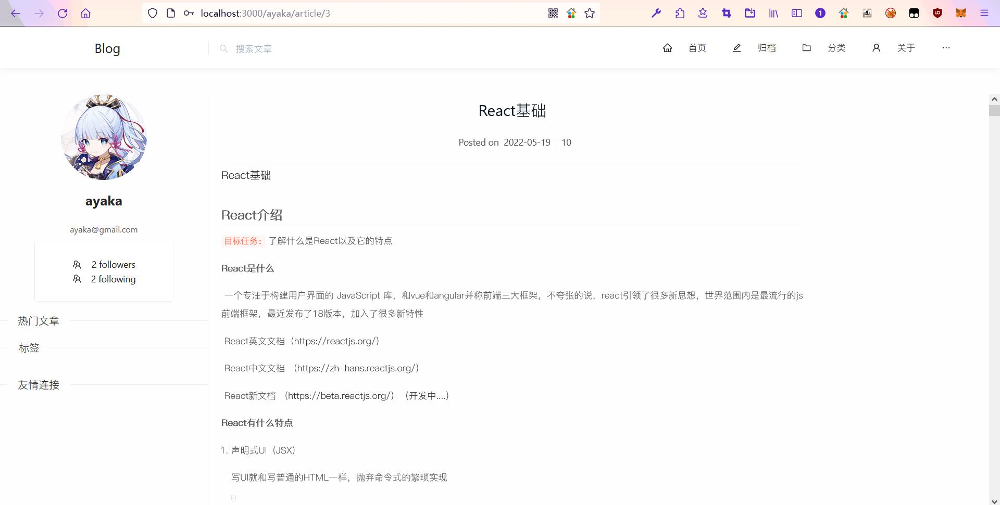 localhost:3000/ayaka/article/3
1
Blog
搜索文章
首页
归档
分类
关于
ayaka
ayaka@gmail.com
2 followers
2 following
热门文章
标签
友情连接
React基础
Posted on 2022-05-19 10
React基础
React介绍
目标任务： 了解什么是React以及它的特点
React是什么
一个专注于构建用户界面的 JavaScript 库，和vue和angular并称前端三大框架，不夸张的说，react引领了很多新思想，世界范围内是最流行的js
前端框架，最近发布了18版本，加入了很多新特性
React英文文档（https://reactjs.org/）
React中文文档 （https://zh-hans.reactjs.org/）
React新文档 （https://beta.reactjs.org/）（开发中....）
React有什么特点
1. 声明式UI（JSX）
写UI就和写普通的HTML一样，抛弃命令式的繁琐实现